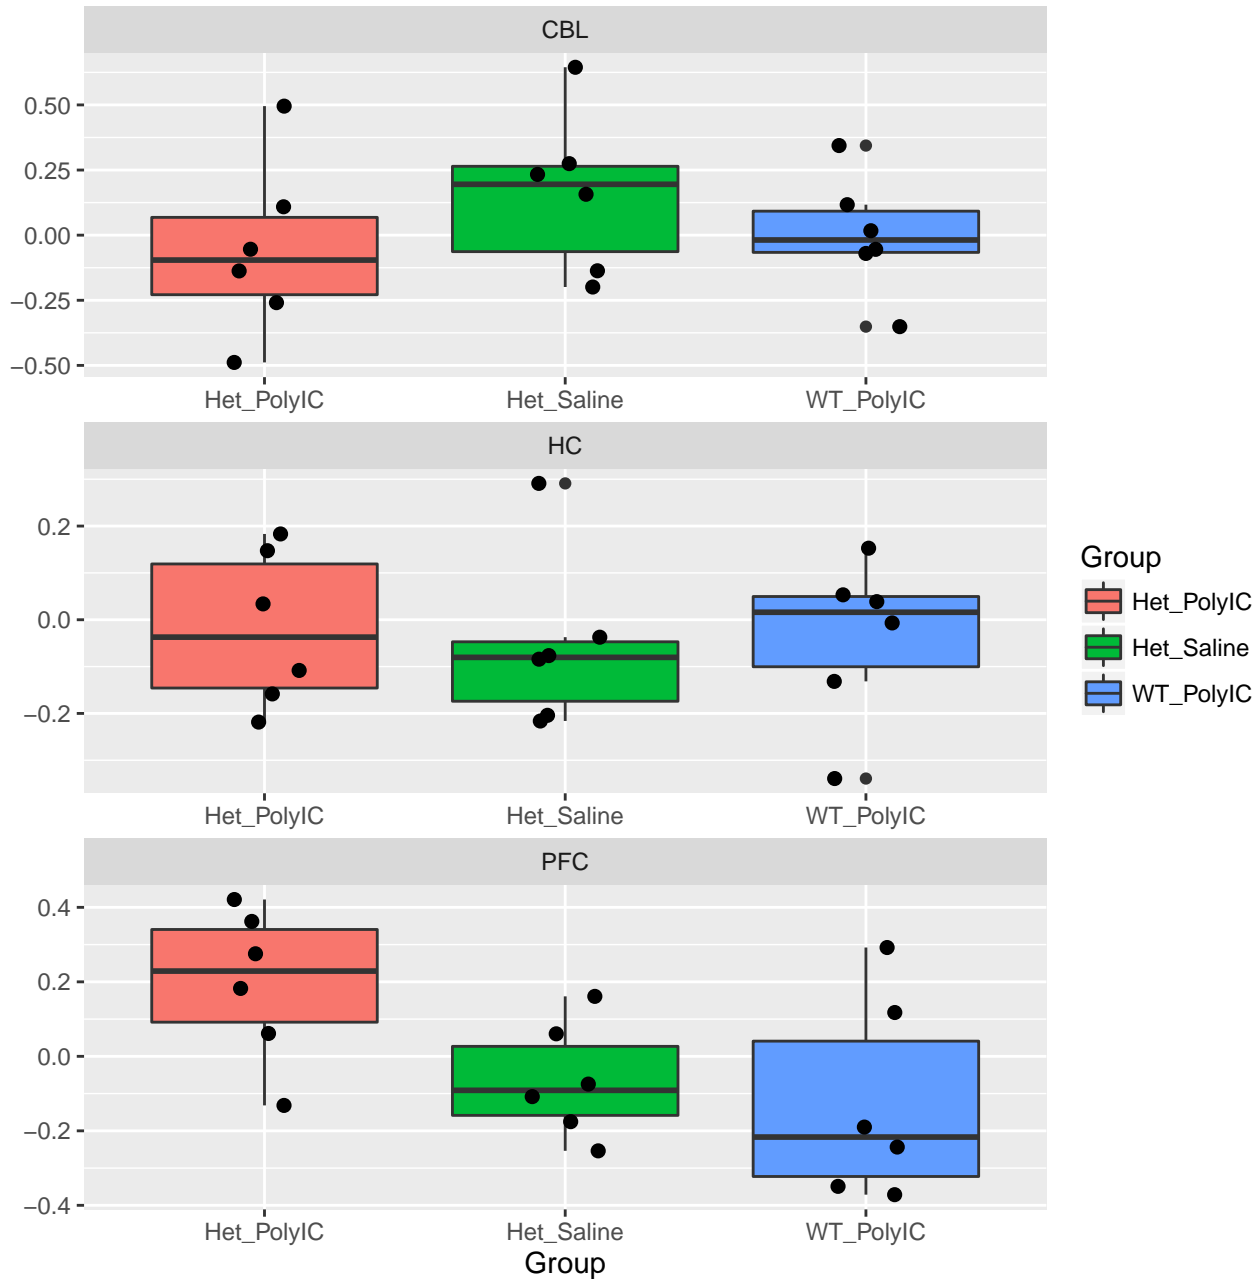 CBL
0.50
0.25
0.00
−0.25
−0.50
Het_PolyIC Het_Saline WT_PolyIC
HC
0.2
0.0
−0.2
Het_PolyIC Het_Saline WT_PolyIC
PFC
0.4
0.2
0.0
−0.2
−0.4
Het_PolyIC Het_Saline WT_PolyIC
Group
Group
Het_PolyIC
Het_Saline
WT_PolyIC